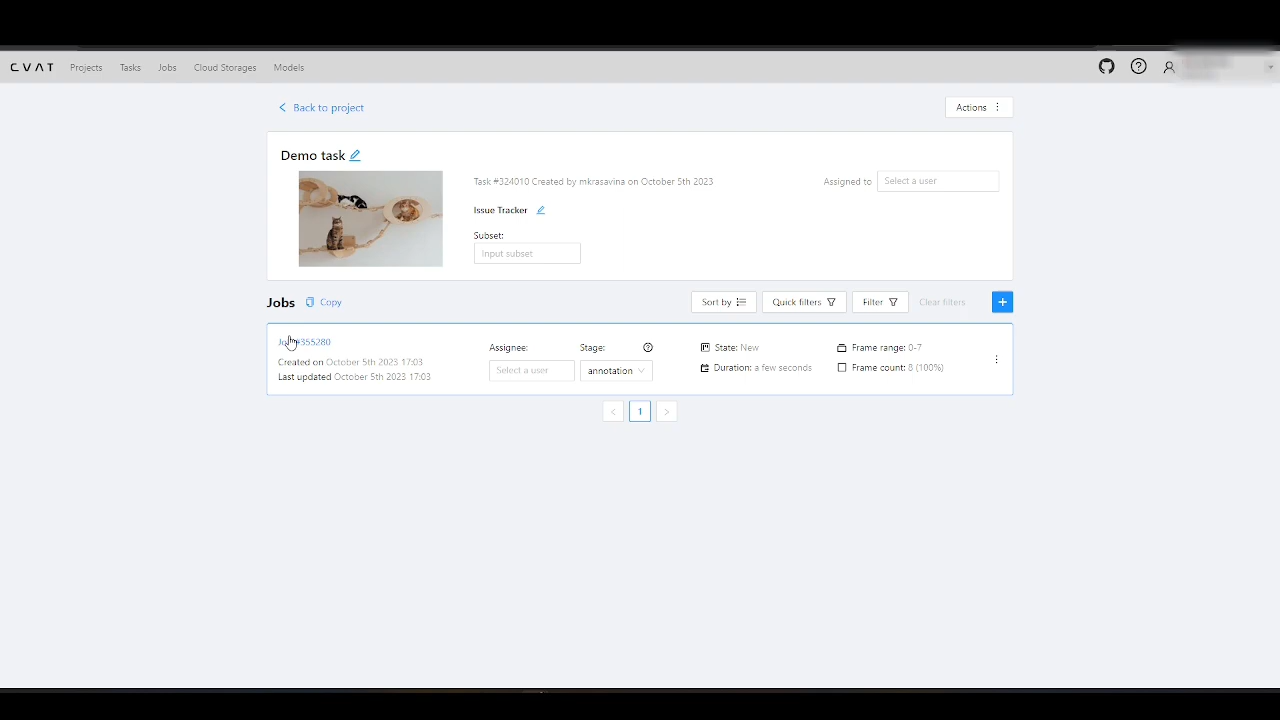 CVAT Projects Tasks Jobs Cloud Storages Models
Back to project
Actions
Demo task
Task #324010 Created by mkrasavina on October 5th 2023
Assigned to Select a user
Issue Tracker
Subset:
Input subset
Jobs Copy
Sort by Quick filters Filter Clear filters +
Job #355280
Created on October 5th 2023 17:03
Last updated October 5th 2023 17:03
Assignee:
Select a user
Stage:
annotation
State: New
Duration: a few seconds
Frame range: 0-7
Frame count: 8 (100%)
< 1 >